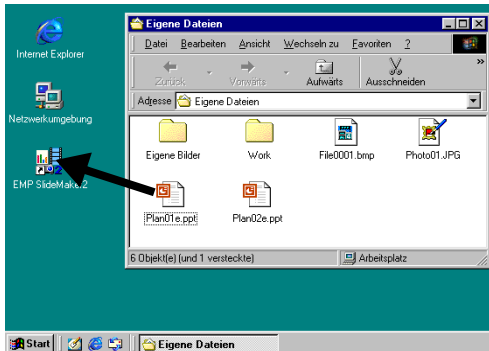 Internet Explorer
Netzwerkumgebung
EMP SlideMaker2
Eigene Dateien
Datei Bearbeiten Ansicht Wechseln zu Favoriten ?
Zurück Vorwärts Aufwärts Ausschneiden »
Adresse Eigene Dateien
Eigene Bilder Work File0001.bmp Photo01.JPG
Plan01e.ppt Plan02e.ppt
6 Objekt(e) (und 1 versteckte) Arbeitsplatz
Start Eigene Dateien